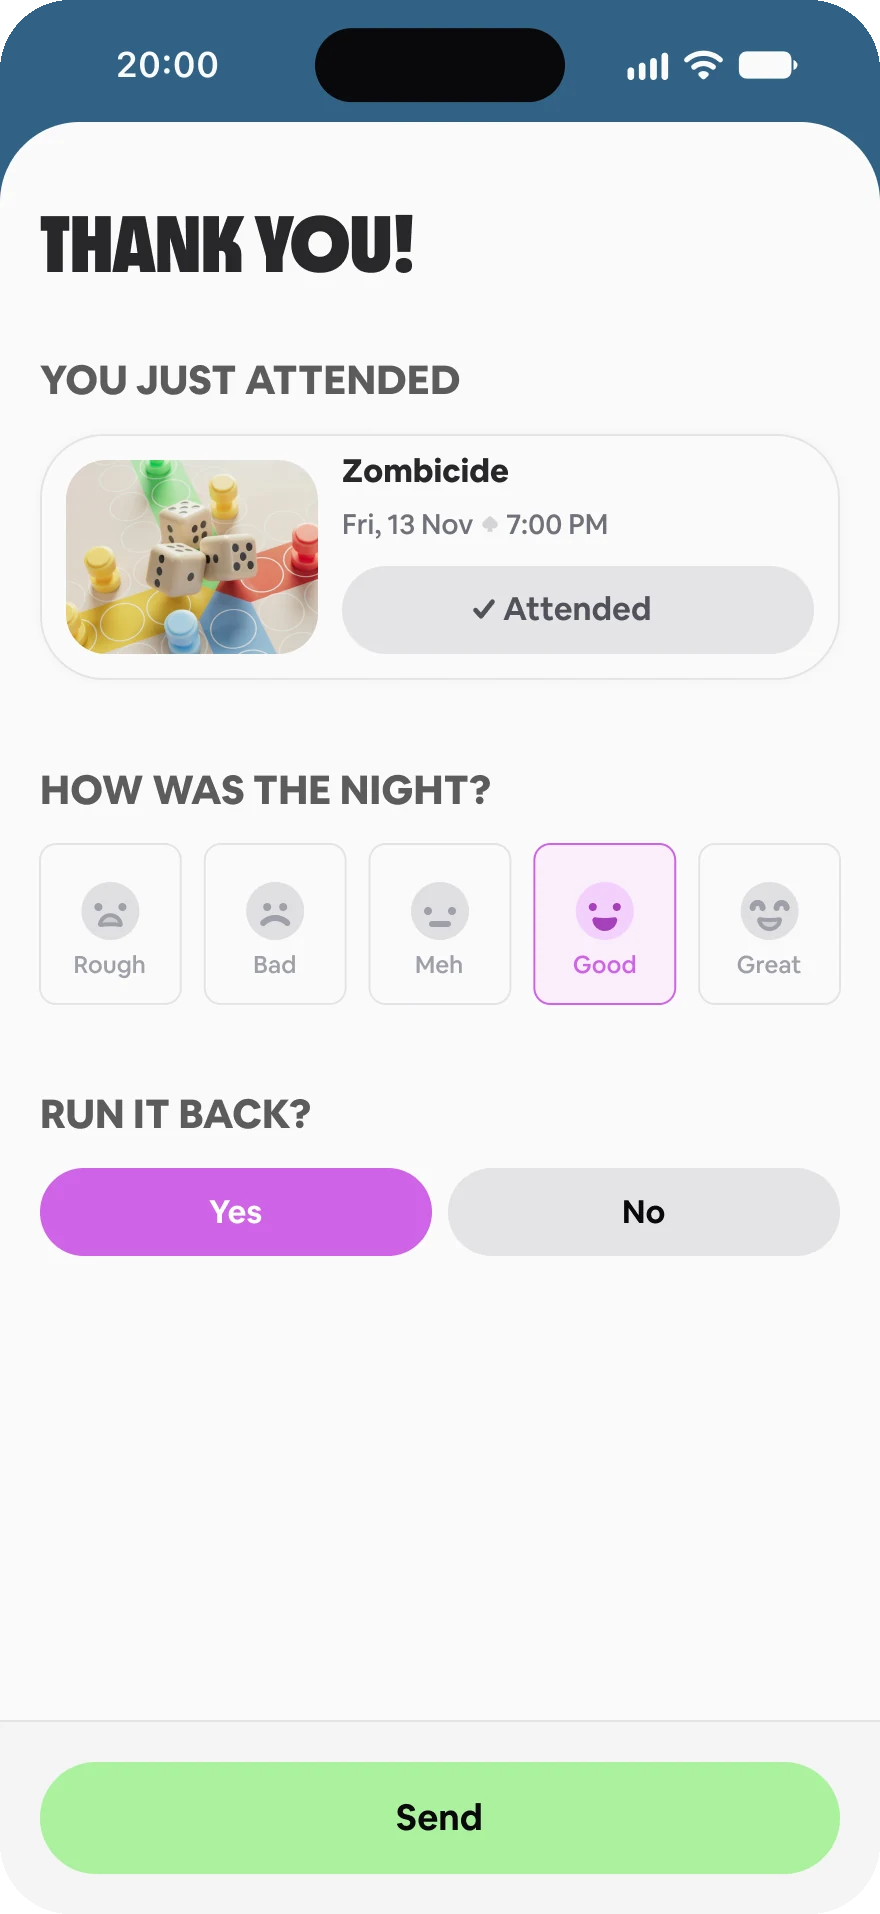 20:00
THANK YOU!
YOU JUST ATTENDED
Zombicide
Fri, 13 Nov 7:00 PM
Attended
HOW WAS THE NIGHT?
Rough
Bad
Meh
Good
Great
RUN IT BACK?
Yes
No
Send